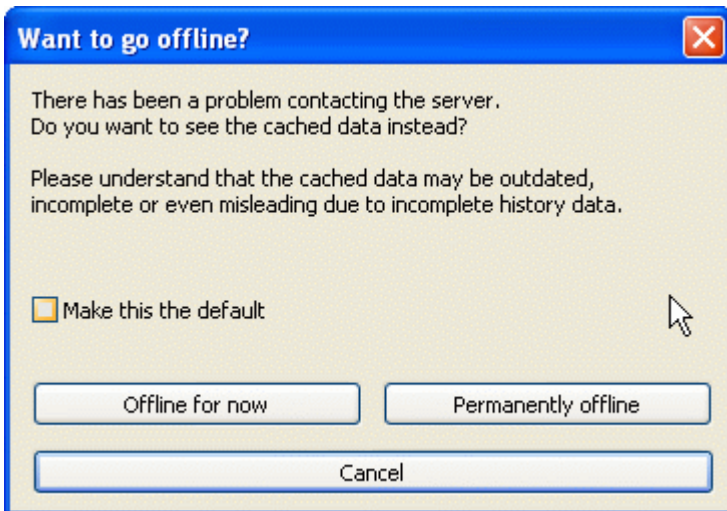 Want to go offline?
There has been a problem contacting the server.
Do you want to see the cached data instead?
Please understand that the cached data may be outdated,
incomplete or even misleading due to incomplete history data.
Make this the default
Offline for now
Permanently offline
Cancel